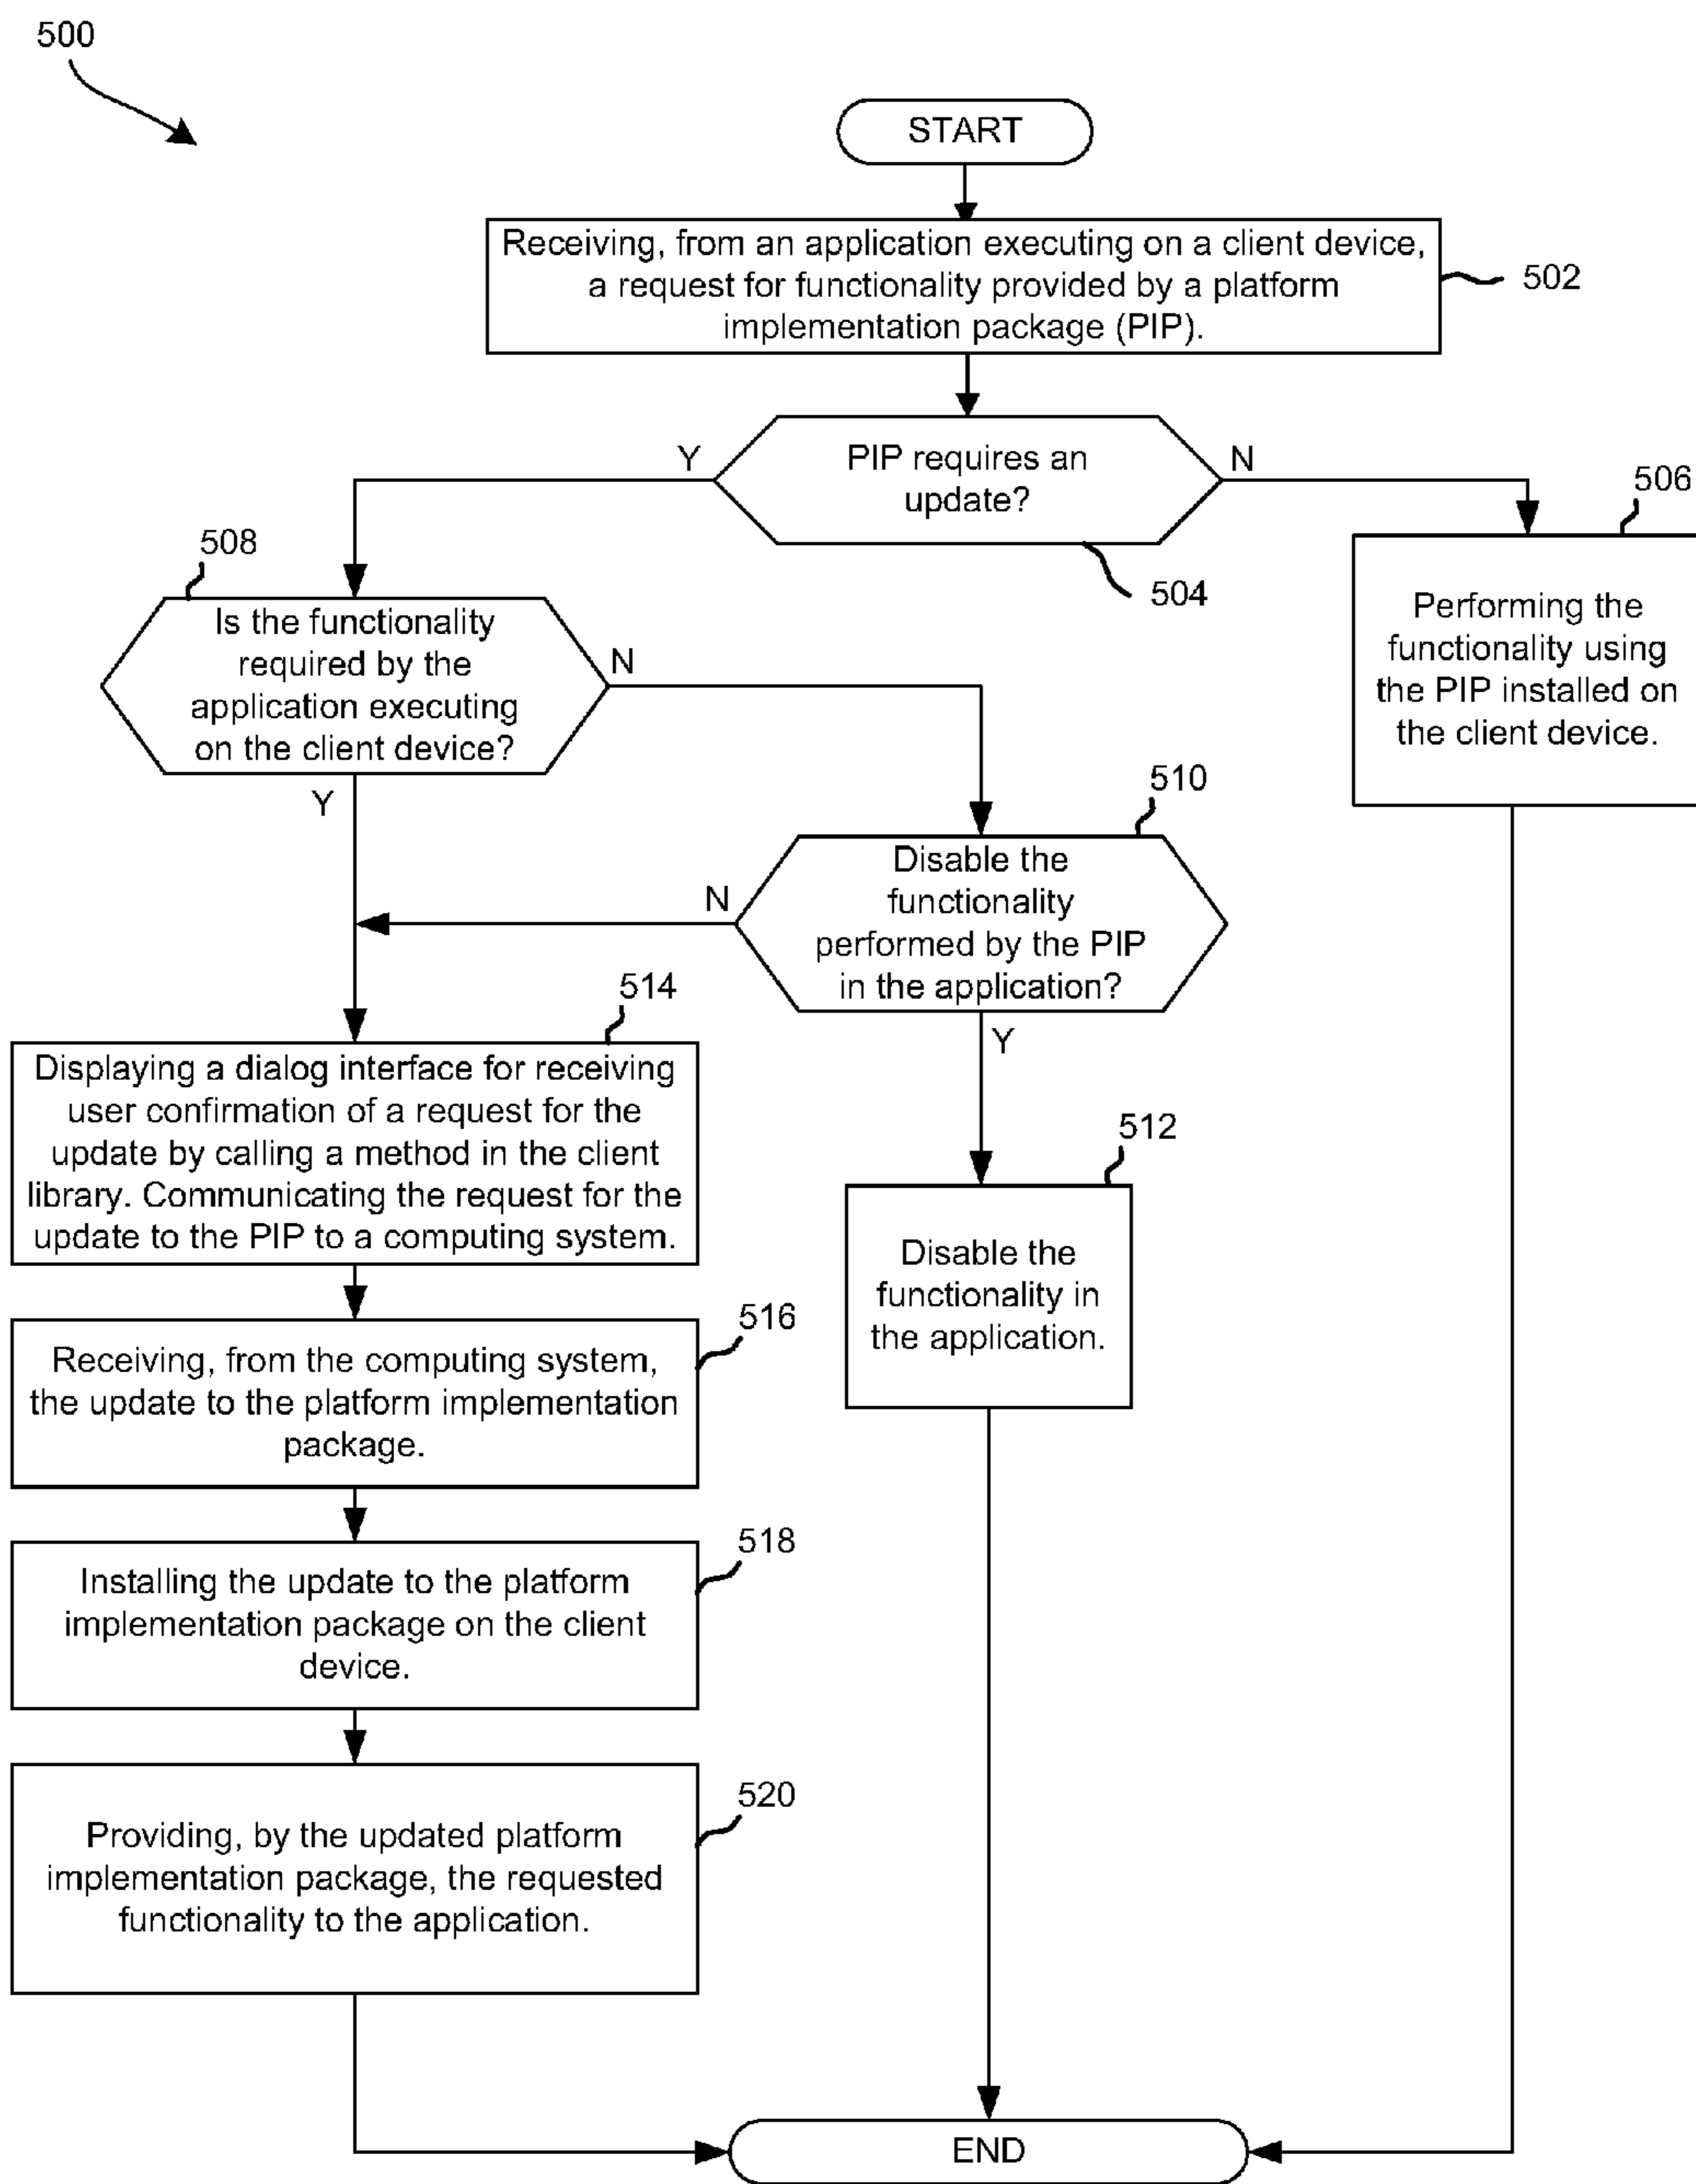 500
START
Receiving, from an application executing on a client device,
a request for functionality provided by a platform
implementation package (PIP).
502
PIP requires an
update?
Y
N
504
506
Performing the
functionality using
the PIP installed on
the client device.
508
Is the functionality
required by the
application executing
on the client device?
N
Y
510
Disable the
functionality
performed by the PIP
in the application?
N
Y
512
Disable the
functionality in
the application.
514
Displaying a dialog interface for receiving
user confirmation of a request for the
update by calling a method in the client
library. Communicating the request for the
update to the PIP to a computing system.
516
Receiving, from the computing system,
the update to the platform implementation
package.
518
Installing the update to the platform
implementation package on the client
device.
520
Providing, by the updated platform
implementation package, the requested
functionality to the application.
END